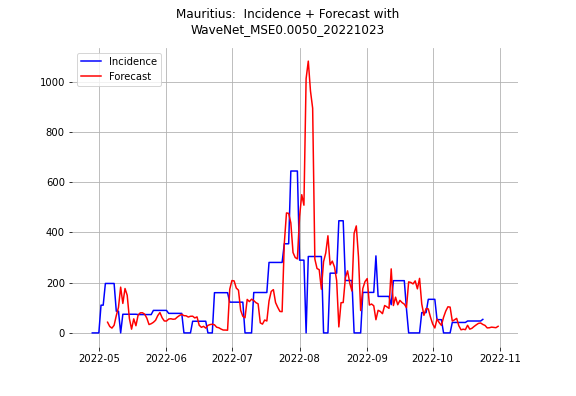 Mauritius:  Incidence + Forecast with
WaveNet_MSE0.0050_20221023
Incidence
Forecast
1000
800
600
400
200
0
2022-05 2022-06 2022-07 2022-08 2022-09 2022-10 2022-11